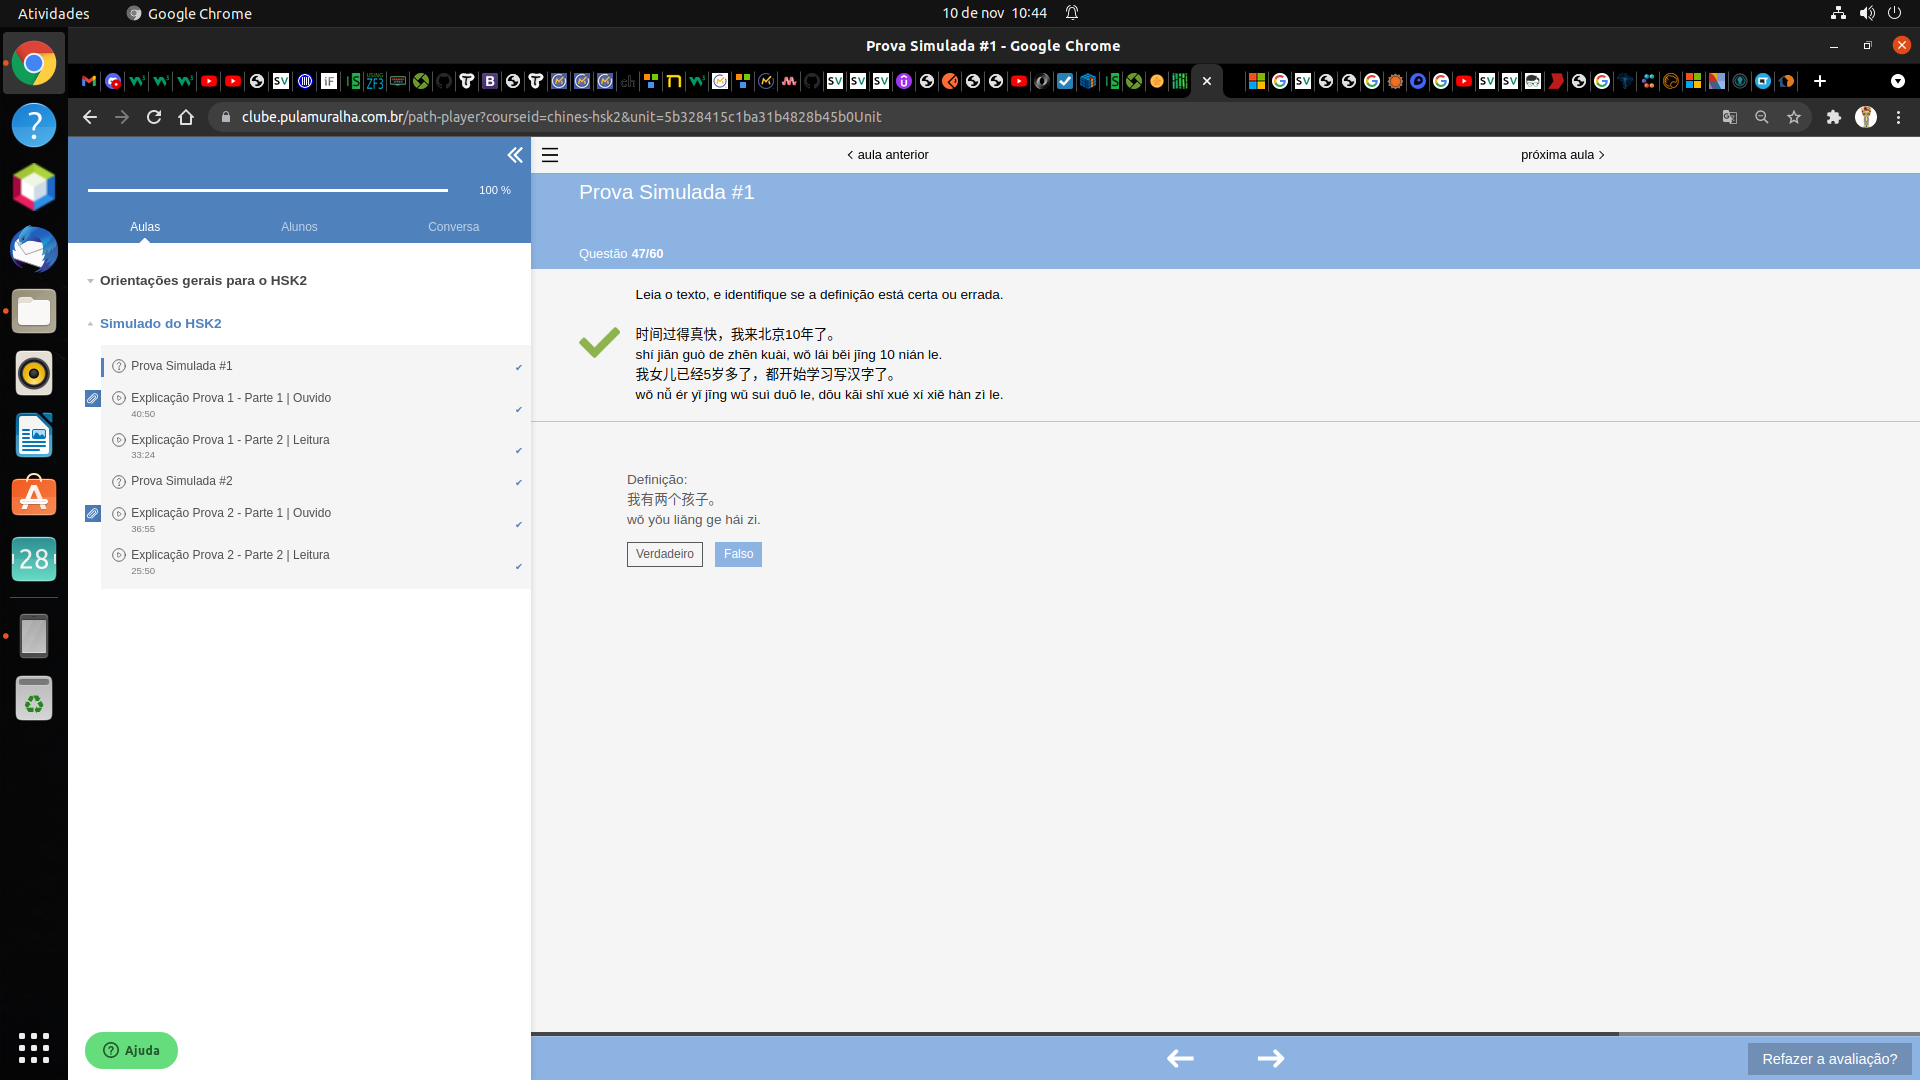 Atividades
Google Chrome
10 de nov 10:44
Prova Simulada #1 - Google Chrome
clube.pulamuralha.com.br/path-player?courseid=chines-hsk2&unit=5b328415c1ba31b4828b45b0Unit
100 %
Aulas
Alunos
Conversa
Orientações gerais para o HSK2
Simulado do HSK2
Prova Simulada #1
Explicação Prova 1 - Parte 1 | Ouvido
40:50
Explicação Prova 1 - Parte 2 | Leitura
33:24
Prova Simulada #2
Explicação Prova 2 - Parte 1 | Ouvido
36:55
Explicação Prova 2 - Parte 2 | Leitura
25:50
Ajuda
28
aula anterior
próxima aula
Prova Simulada #1
Questão 47/60
Leia o texto, e identifique se a definição está certa ou errada.
时间过得真快，我来北京10年了。
shí jiān guò de zhēn kuài, wǒ lái běi jīng 10 nián le.
我女儿已经5岁多了，都开始学习写汉字了。
wǒ nǚ ér yǐ jīng wǔ suì duō le, dōu kāi shǐ xué xí xiě hàn zì le.
Definição:
我有两个孩子。
wǒ yǒu liǎng ge hái zi.
Verdadeiro
Falso
Refazer a avaliação?